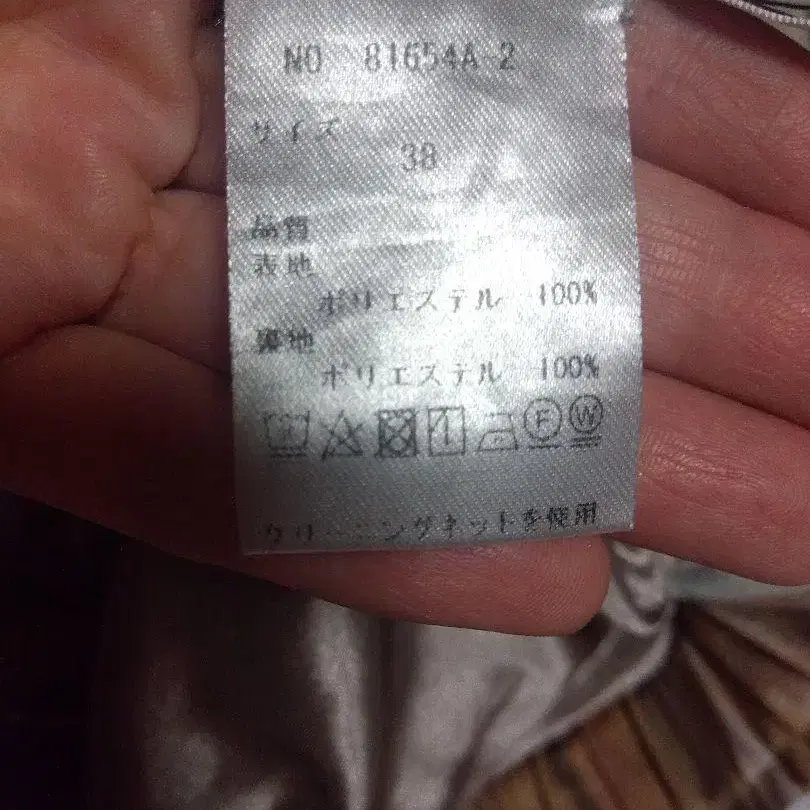 NO 81654A-2
サイズ
38
品質
表地
ポリエステル 100%
裏地
ポリエステル 100%
F W
クリーニングネットを使用